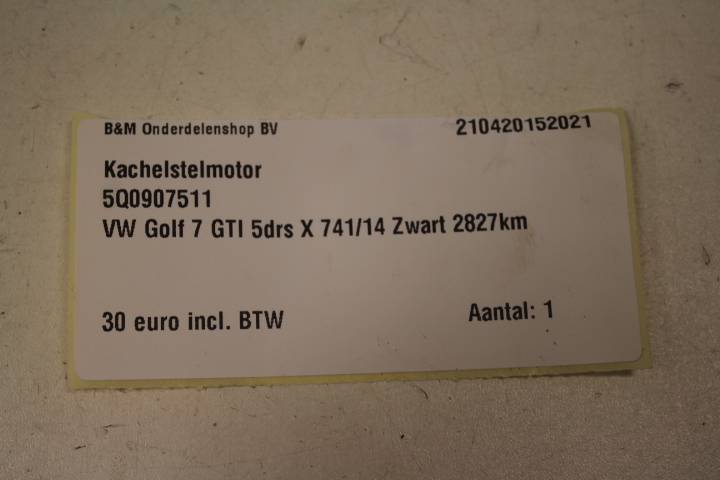 B&M Onderdelenshop BV 210420152021
Kachelstelmotor
5Q0907511
VW Golf 7 GTI 5drs X 741/14 Zwart 2827km
30 euro incl. BTW Aantal: 1